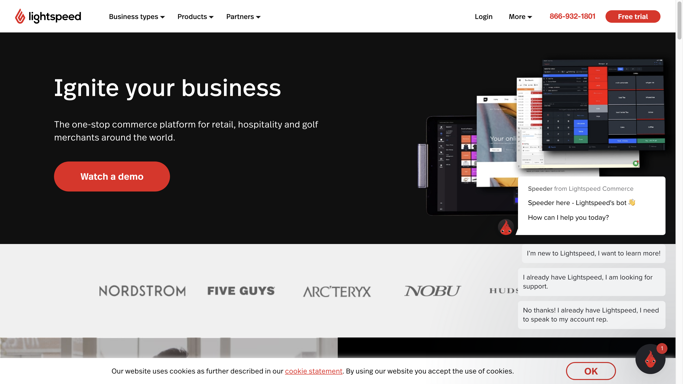 lightspeed
Business types
Products
Partners
Login
More
866-932-1801
Free trial
Ignite your business
The one-stop commerce platform for retail, hospitality and golf
merchants around the world.
Watch a demo
Speeder from Lightspeed Commerce
Speeder here - Lightspeed's bot 👋
How can I help you today?
I'm new to Lightspeed, I want to learn more!
I already have Lightspeed, I am looking for
support.
No thanks! I already have Lightspeed, I need
to speak to my account rep.
NORDSTROM
FIVE GUYS
ARC'TERYX
NOBU
HUDS
1
Our website uses cookies as further described in our cookie statement. By using our website you accept the use of cookies.
OK